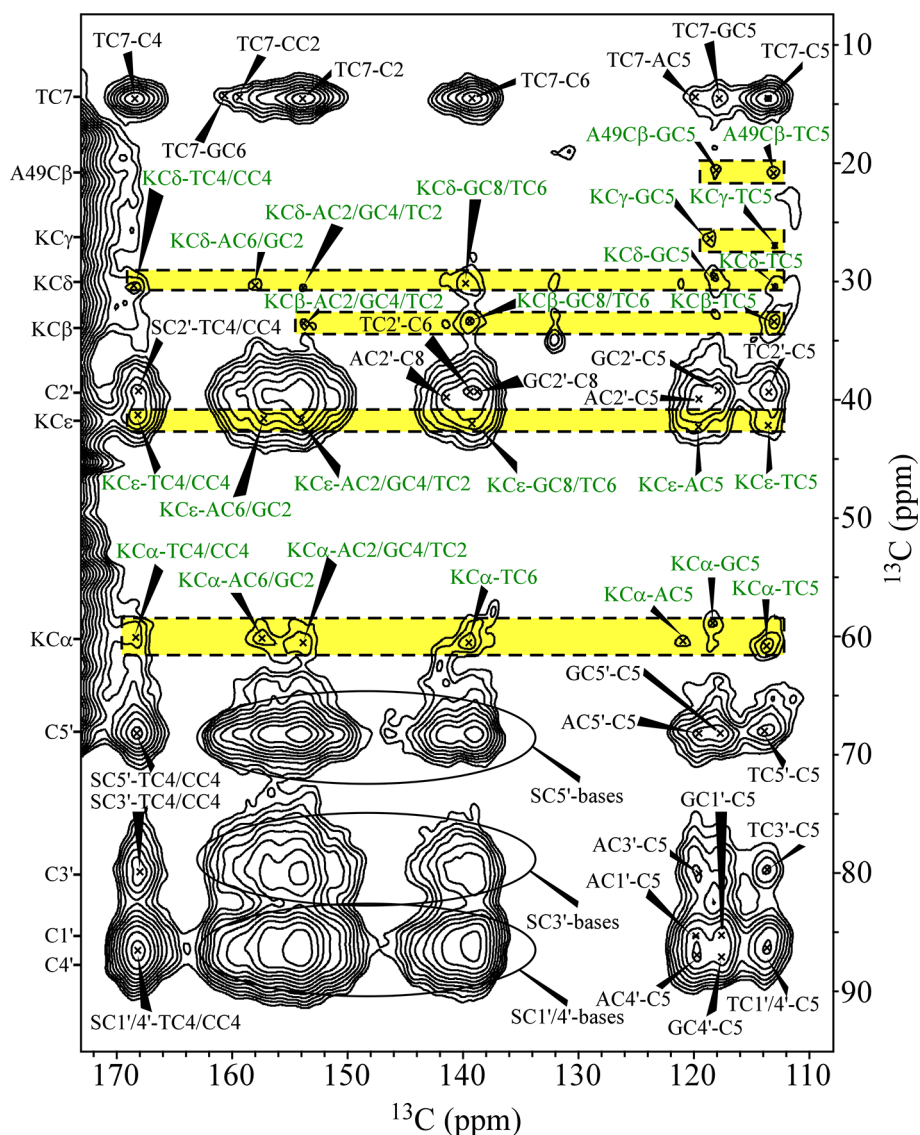 TC7-C4
TC7-CC2
TC7-C2
TC7-C6
TC7-GC5
TC7-AC5
TC7-C5
10
TC7
TC7-GC6
A49Cβ-GC5
A49Cβ-TC5
20
A49Cβ
KCδ-TC4/CC4
KCδ-GC8/TC6
KCγ-GC5
KCγ-TC5
KCδ-AC2/GC4/TC2
KCγ
KCδ-AC6/GC2
KCδ-GC5
KCδ-TC5
30
KCδ
KCβ-AC2/GC4/TC2
KCβ-GC8/TC6
KCβ-TC5
KCβ
SC2'-TC4/CC4
TC2'-C6
AC2'-C8
GC2'-C5
TC2'-C5
C2'
GC2'-C8
AC2'-C5
40
KCε
KCε-TC4/CC4
KCε-AC2/GC4/TC2
KCε-GC8/TC6
KCε-AC5
KCε-TC5
KCε-AC6/GC2
50
¹³C (ppm)
KCα-TC4/CC4
KCα-AC2/GC4/TC2
KCα-AC6/GC2
KCα-TC6
KCα-GC5
KCα-AC5
KCα-TC5
60
KCα
GC5'-C5
AC5'-C5
C5'
70
SC5'-TC4/CC4
SC5'-bases
TC5'-C5
SC3'-TC4/CC4
GC1'-C5
AC3'-C5
TC3'-C5
C3'
80
AC1'-C5
SC3'-bases
C1'
C4'
90
SC1'/4'-TC4/CC4
SC1'/4'-bases
AC4'-C5
TC1'/4'-C5
GC4'-C5
170 160 150 140 130 120 110
¹³C (ppm)